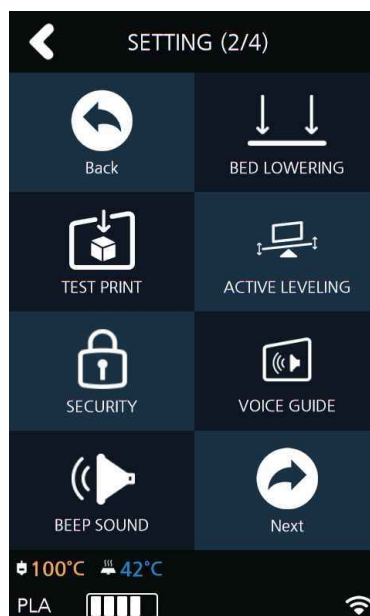 SETTING (2/4)
Back
BED LOWERING
TEST PRINT
ACTIVE LEVELING
SECURITY
VOICE GUIDE
BEEP SOUND
Next
100°C 42°C
PLA